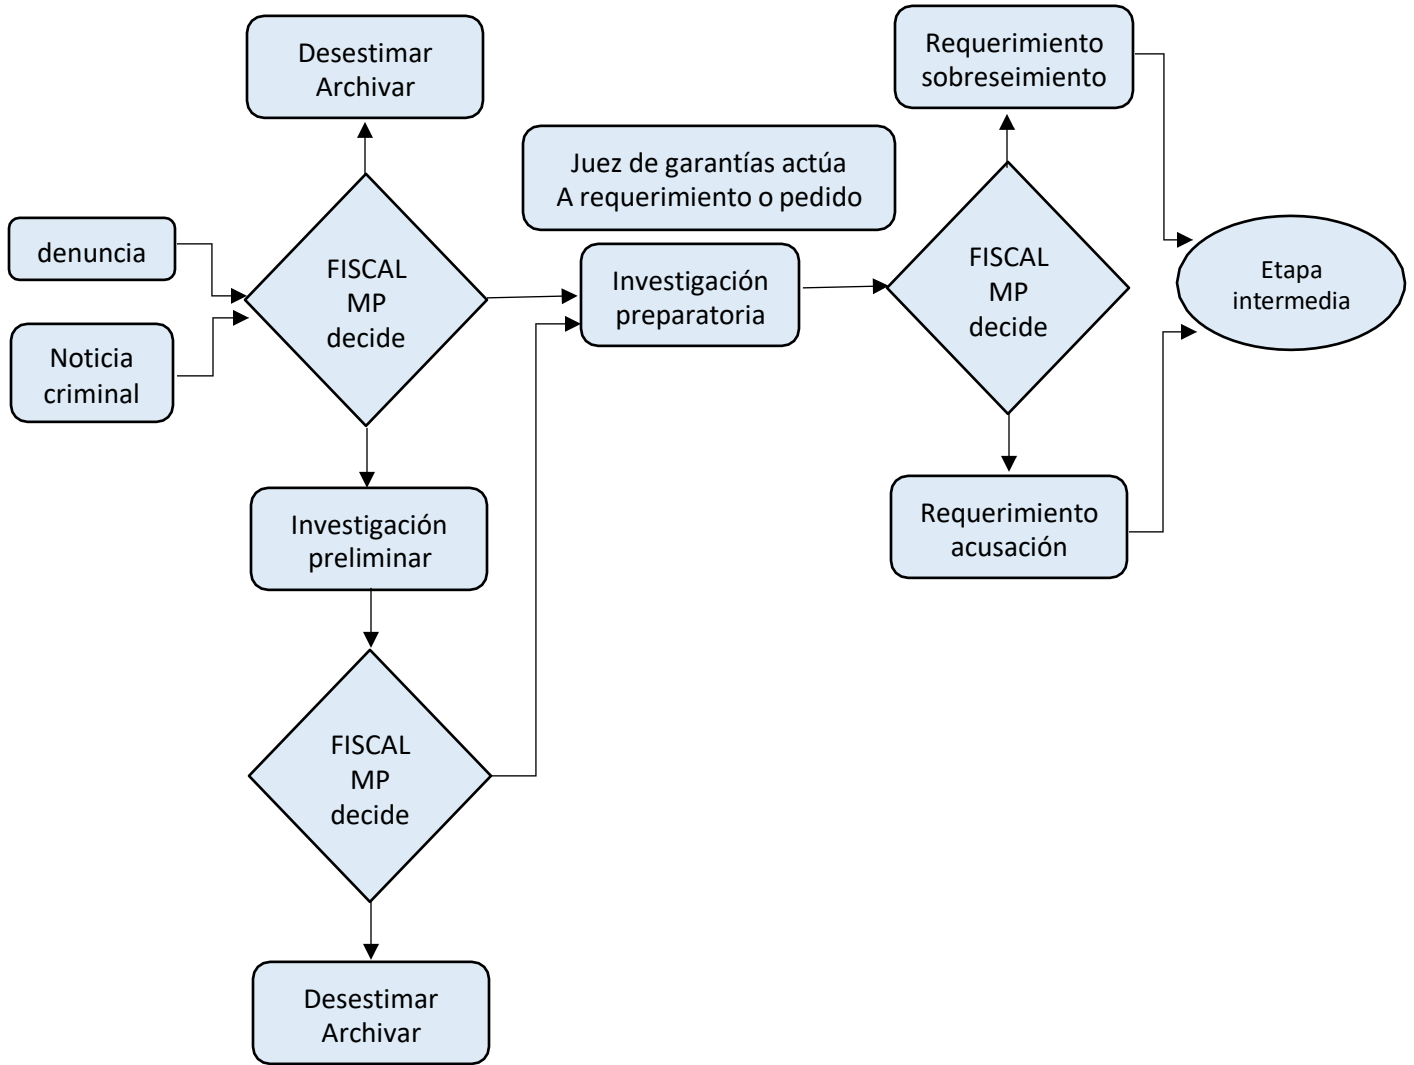 Desestimar
Archivar
Requerimiento
sobreseimiento
Juez de garantías actúa
A requerimiento o pedido
denuncia
FISCAL
MP
decide
Noticia
criminal
Investigación
preparatoria
FISCAL
MP
decide
Etapa
intermedia
Investigación
preliminar
Requerimiento
acusación
FISCAL
MP
decide
Desestimar
Archivar